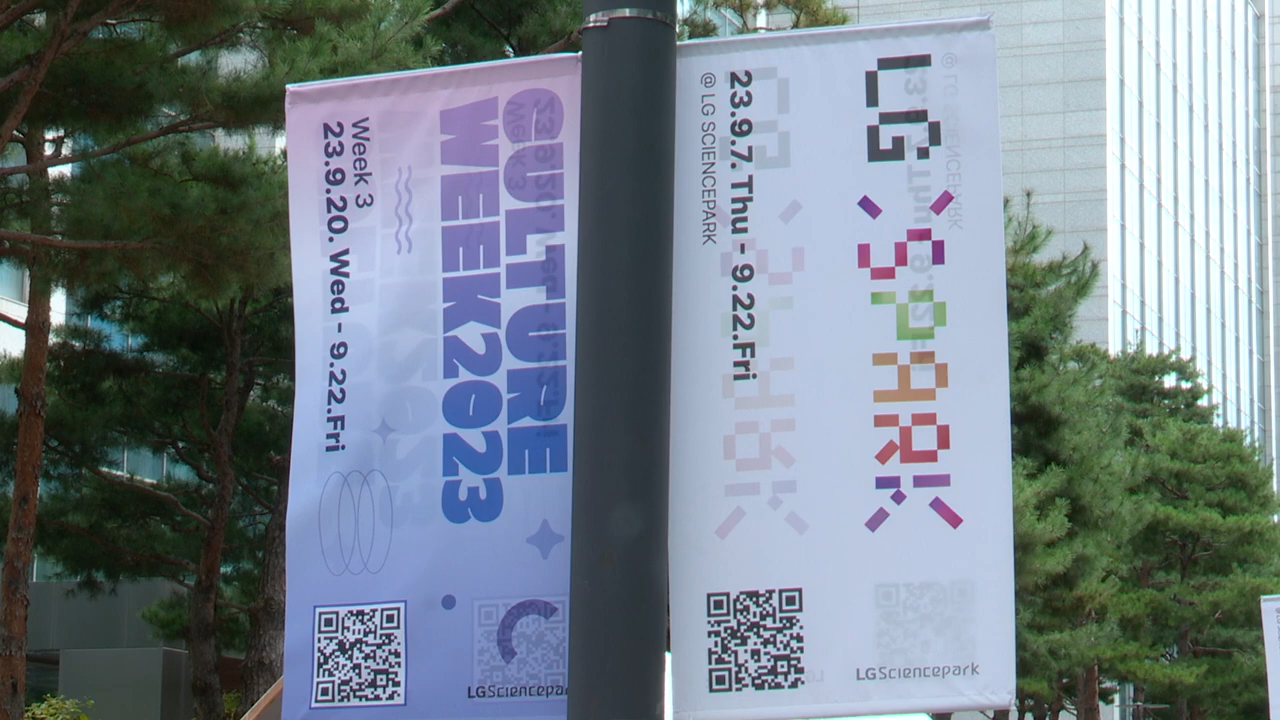 CULTURE
WEEK2023
Week 3
23.9.20. Wed - 9.22.Fri
LGSciencepa
LG
SPARK
23.9.7. Thu - 9.22.Fri
@ LG SCIENCEPARK
LGSciencepark